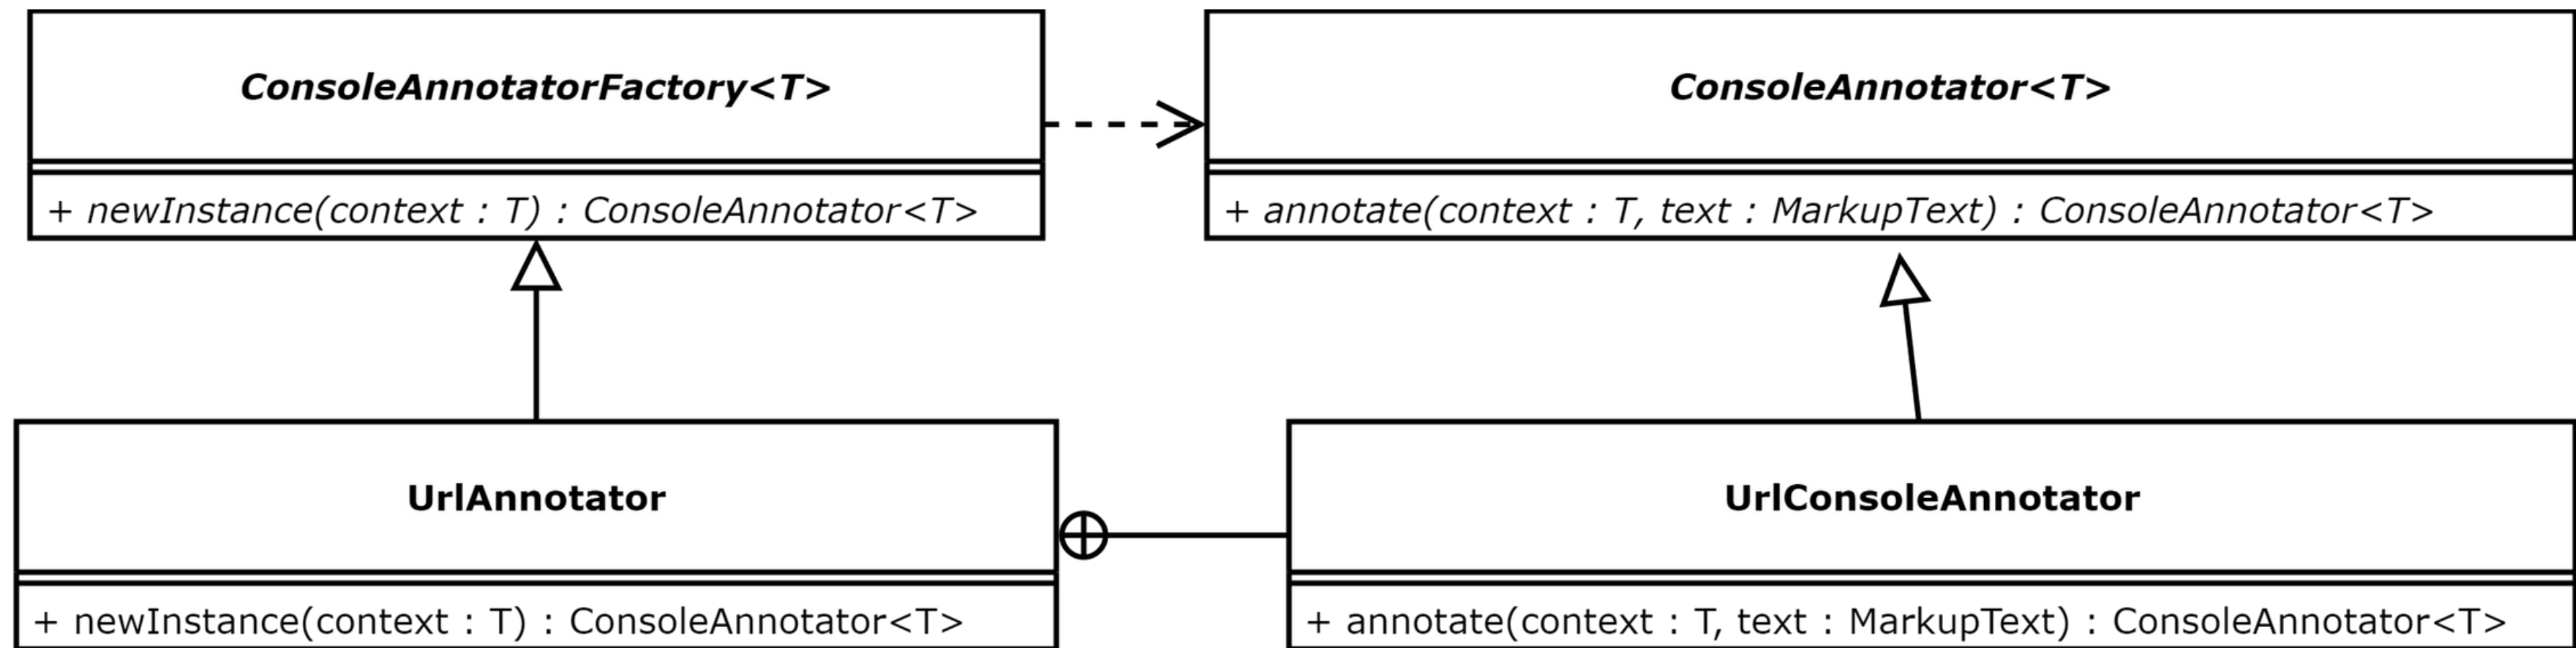 ConsoleAnnotatorFactory<T>
+ newInstance(context : T) : ConsoleAnnotator<T>
ConsoleAnnotator<T>
+ annotate(context : T, text : MarkupText) : ConsoleAnnotator<T>
UrlAnnotator
+ newInstance(context : T) : ConsoleAnnotator<T>
UrlConsoleAnnotator
+ annotate(context : T, text : MarkupText) : ConsoleAnnotator<T>